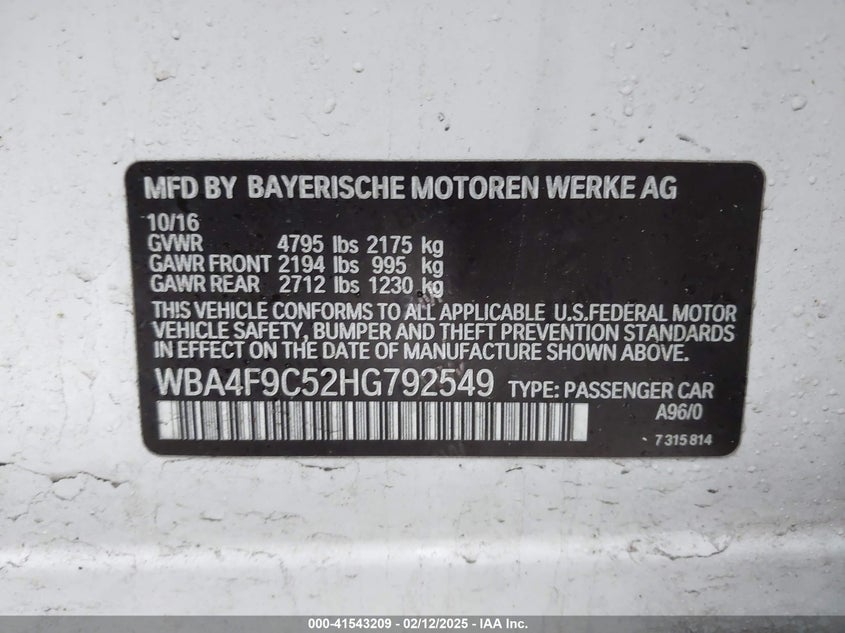 MFD BY BAYERISCHE MOTOREN WERKE AG
10/16
GVWR 4795 lbs 2175 kg
GAWR FRONT 2194 lbs 995 kg
GAWR REAR 2712 lbs 1230 kg
THIS VEHICLE CONFORMS TO ALL APPLICABLE U.S.FEDERAL MOTOR
VEHICLE SAFETY, BUMPER AND THEFT PREVENTION STANDARDS
IN EFFECT ON THE DATE OF MANUFACTURE SHOWN ABOVE.
WBA4F9C52HG792549 TYPE: PASSENGER CAR
A96/0
7315814
000-41543209 - 02/12/2025 - IAA Inc.